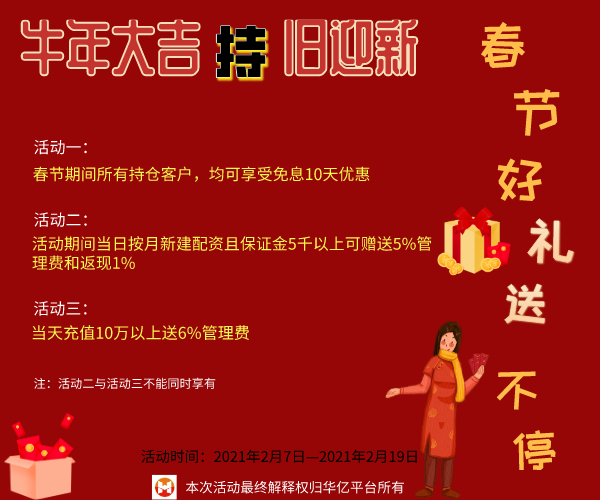 牛年大吉 持 旧迎新
春节好礼送不停
活动一：
春节期间所有持仓客户，均可享受免息10天优惠
活动二：
活动期间当日按月新建配资且保证金5千以上可赠送5%管
理费和返现1%
活动三：
当天充值10万以上送6%管理费
注：活动二与活动三不能同时享有
活动时间：2021年2月7日—2021年2月19日
本次活动最终解释权归华亿平台所有